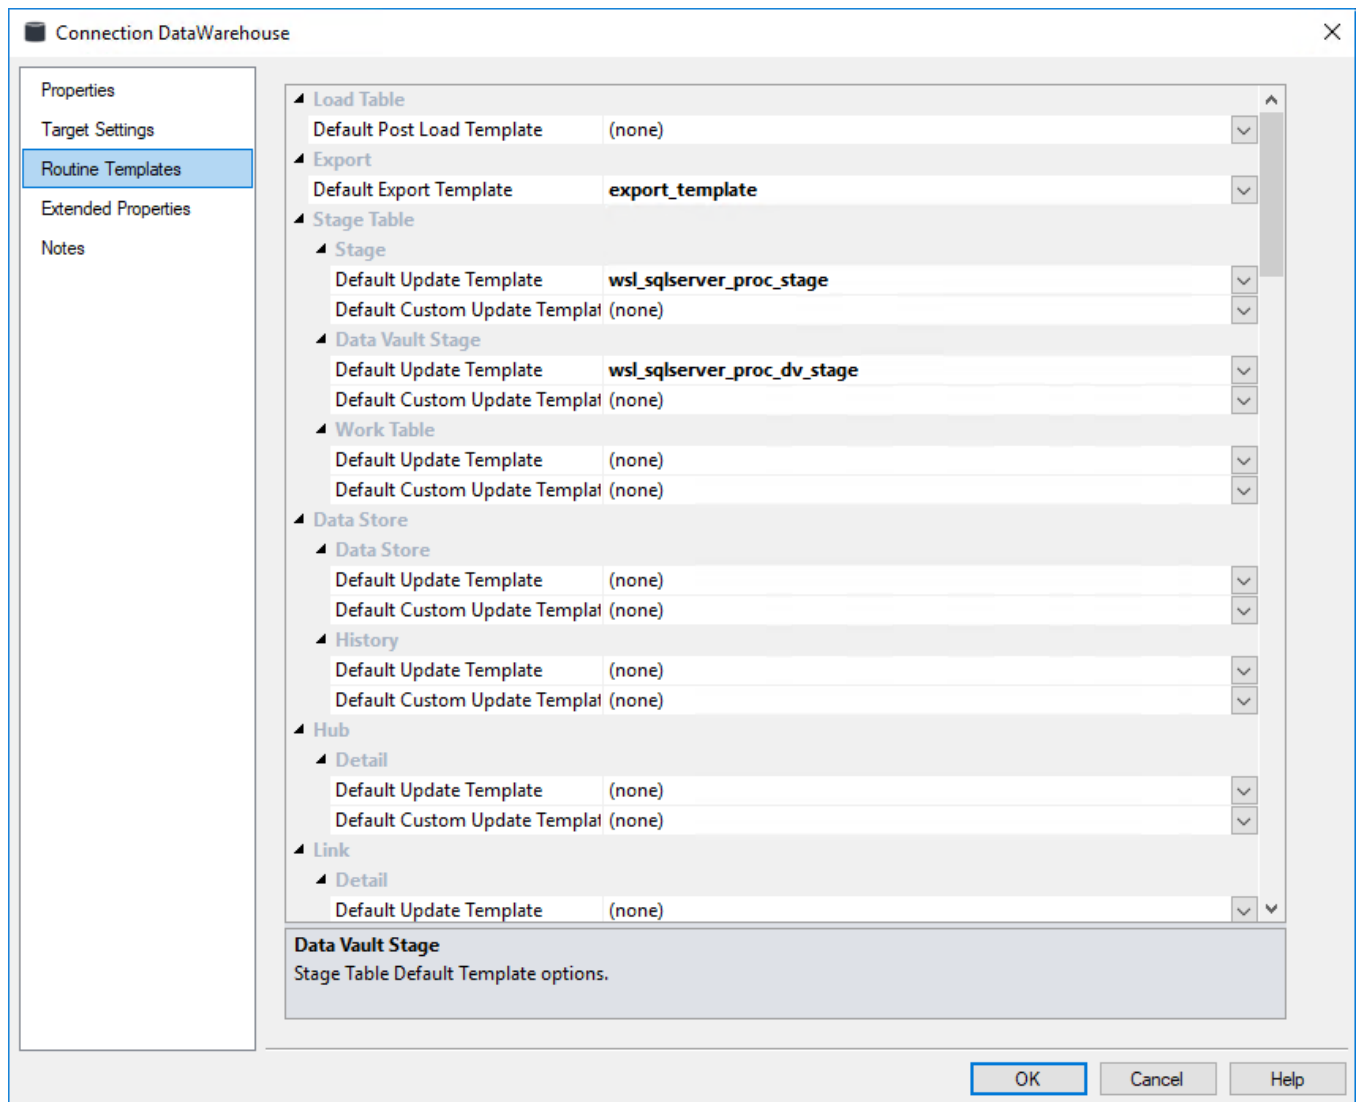 Connection DataWarehouse
Properties
Target Settings
Routine Templates
Extended Properties
Notes
Load Table
Default Post Load Template (none)
Export
Default Export Template export_template
Stage Table
Stage
Default Update Template wsl_sqlserver_proc_stage
Default Custom Update Templat (none)
Data Vault Stage
Default Update Template wsl_sqlserver_proc_dv_stage
Default Custom Update Templat (none)
Work Table
Default Update Template (none)
Default Custom Update Templat (none)
Data Store
Data Store
Default Update Template (none)
Default Custom Update Templat (none)
History
Default Update Template (none)
Default Custom Update Templat (none)
Hub
Detail
Default Update Template (none)
Default Custom Update Templat (none)
Link
Detail
Default Update Template (none)
Data Vault Stage
Stage Table Default Template options.
OK Cancel Help